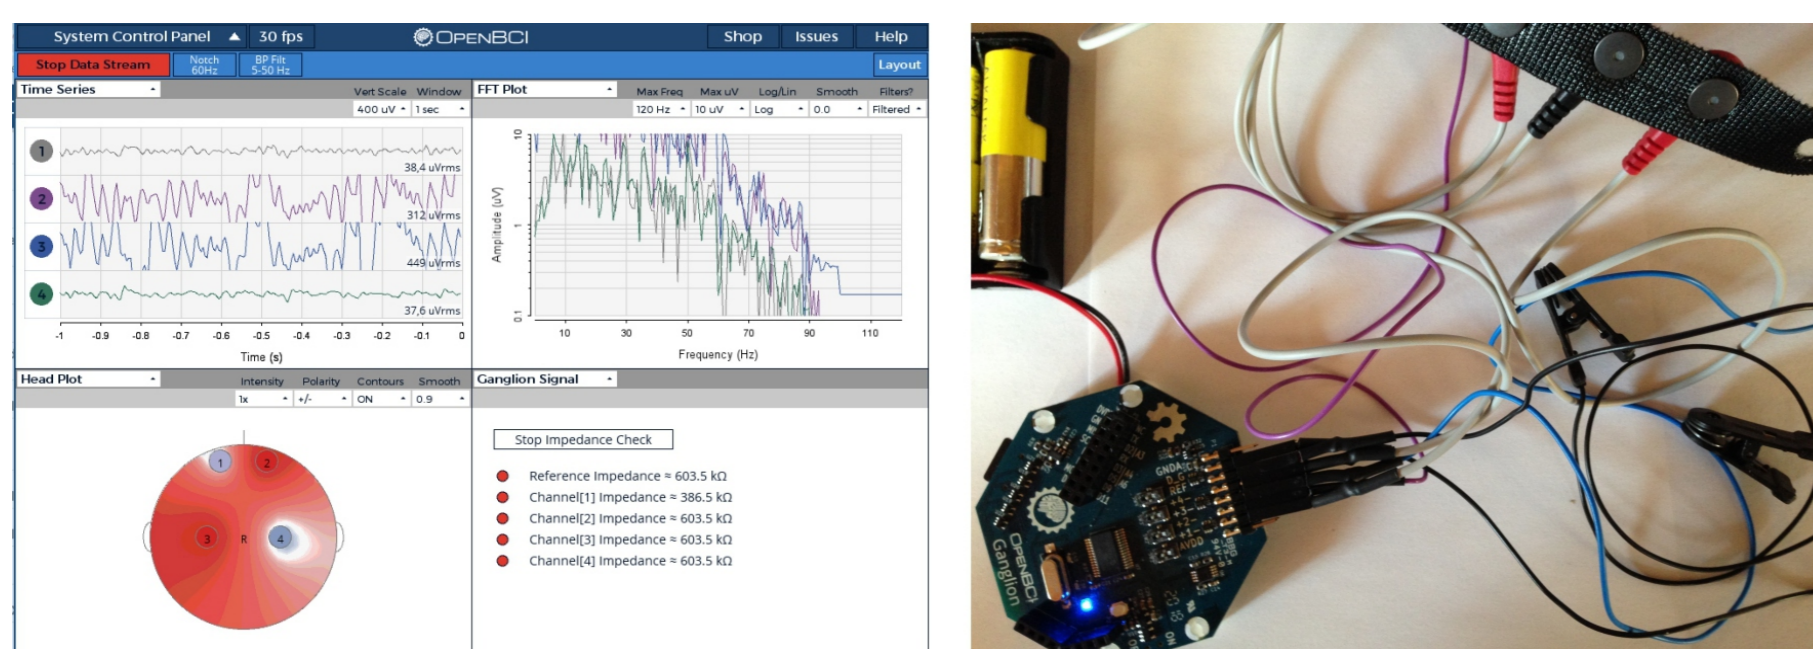 System Control Panel 30 fps OPENBCI Shop Issues Help
Stop Data Stream Notch 60Hz BP Filt 5-50 Hz Layout
Time Series
Vert Scale Window
400 uV 1 sec
1
38,4 uVrms
2
312 uVrms
3
449 uVrms
4
37,6 uVrms
-1 -0.9 -0.8 -0.7 -0.6 -0.5 -0.4 -0.3 -0.2 -0.1 0
Time (s)
FFT Plot
Max Freq Max uV Log/Lin Smooth Filters?
120 Hz 10 uV Log 0.0 Filtered
10
1
0.1
Amplitude (uV)
10 30 50 70 90 110
Frequency (Hz)
Head Plot
Intensity Polarity Contours Smooth
1x +/- ON 0.9
1 2
3 R 4
Ganglion Signal
Stop Impedance Check
Reference Impedance ≈ 603.5 kΩ
Channel[1] Impedance ≈ 386.5 kΩ
Channel[2] Impedance ≈ 603.5 kΩ
Channel[3] Impedance ≈ 603.5 kΩ
Channel[4] Impedance ≈ 603.5 kΩ
GNDA
D_G
REF
AVDD
OPENBCI
Ganglion
ON